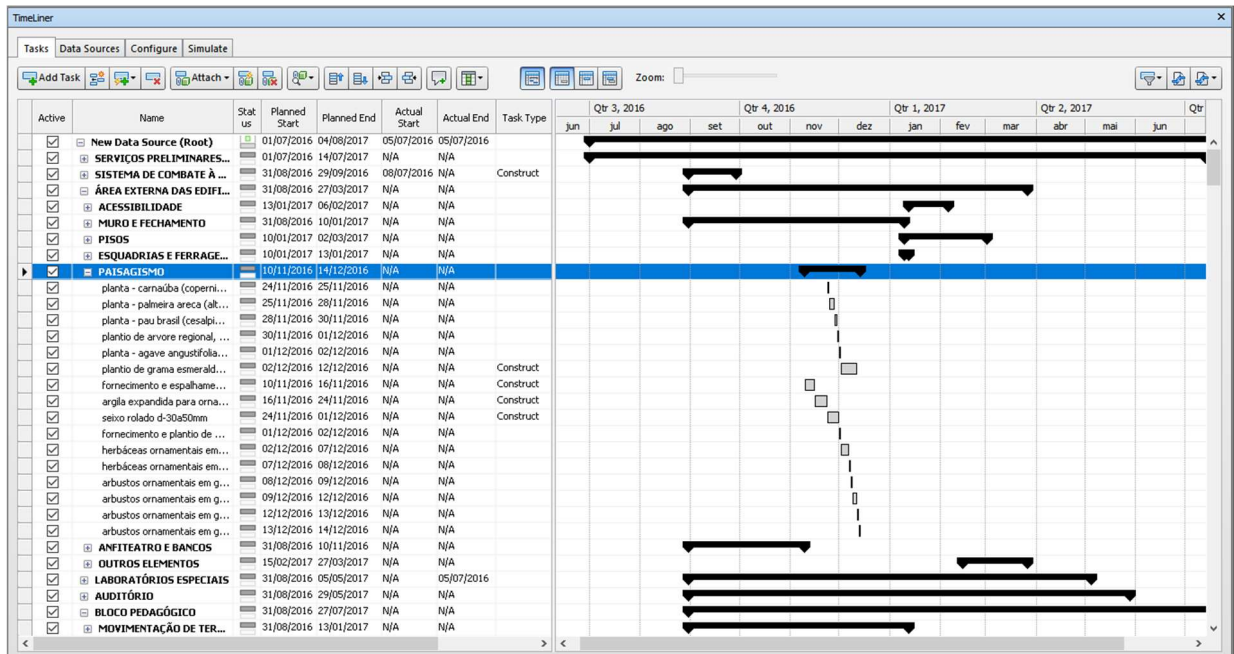 TimeLiner
Tasks Data Sources Configure Simulate
Add Task Attach Zoom:
Active Name Status Planned Start Planned End Actual Start Actual End Task Type
Qtr 3, 2016 Qtr 4, 2016 Qtr 1, 2017 Qtr 2, 2017 Qtr
jun jul ago set out nov dez jan fev mar abr mai jun
New Data Source (Root) 01/07/2016 04/08/2017 05/07/2016 05/07/2016
SERVIÇOS PRELIMINARES... 01/07/2016 14/07/2017 N/A N/A
SISTEMA DE COMBATE À ... 31/08/2016 29/09/2016 08/07/2016 N/A Construct
ÁREA EXTERNA DAS EDIFI... 31/08/2016 27/03/2017 N/A N/A
ACESSIBILIDADE 13/01/2017 06/02/2017 N/A N/A
MURO E FECHAMENTO 31/08/2016 10/01/2017 N/A N/A
PISOS 10/01/2017 02/03/2017 N/A N/A
ESQUADRIAS E FERRAGE... 10/01/2017 13/01/2017 N/A N/A
PAISAGISMO 10/11/2016 14/12/2016 N/A N/A
planta - carnaúba (coperni... 24/11/2016 25/11/2016 N/A N/A
planta - palmeira areca (alt... 25/11/2016 28/11/2016 N/A N/A
planta - pau brasil (cesalpi... 28/11/2016 30/11/2016 N/A N/A
plantio de arvore regional, ... 30/11/2016 01/12/2016 N/A N/A
planta - agave angustifolia... 01/12/2016 02/12/2016 N/A N/A
plantio de grama esmerald... 02/12/2016 12/12/2016 N/A N/A Construct
fornecimento e espalhame... 10/11/2016 16/11/2016 N/A N/A Construct
argila expandida para orna... 16/11/2016 24/11/2016 N/A N/A Construct
seixo rolado d-30a50mm 24/11/2016 01/12/2016 N/A N/A Construct
fornecimento e plantio de ... 01/12/2016 02/12/2016 N/A N/A
herbáceas ornamentais em... 02/12/2016 07/12/2016 N/A N/A
herbáceas ornamentais em... 07/12/2016 08/12/2016 N/A N/A
arbustos ornamentais em g... 08/12/2016 09/12/2016 N/A N/A
arbustos ornamentais em g... 09/12/2016 12/12/2016 N/A N/A
arbustos ornamentais em g... 12/12/2016 13/12/2016 N/A N/A
arbustos ornamentais em g... 13/12/2016 14/12/2016 N/A N/A
ANFITEATRO E BANCOS 31/08/2016 10/11/2016 N/A N/A
OUTROS ELEMENTOS 15/02/2017 27/03/2017 N/A N/A
LABORATÓRIOS ESPECIAIS 31/08/2016 05/05/2017 N/A 05/07/2016
AUDITÓRIO 31/08/2016 29/05/2017 N/A N/A
BLOCO PEDAGÓGICO 31/08/2016 27/07/2017 N/A N/A
MOVIMENTAÇÃO DE TER... 31/08/2016 13/01/2017 N/A N/A